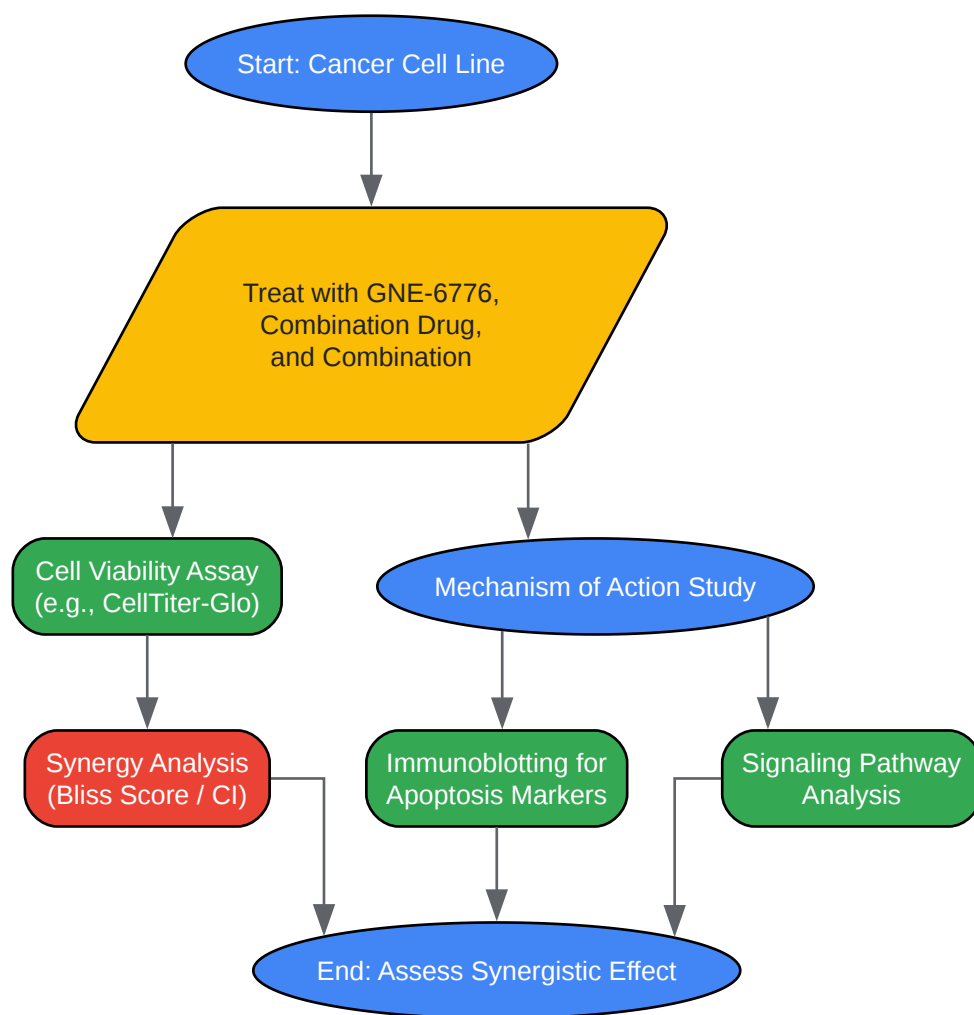 Start: Cancer Cell Line
Treat with GNE-6776,
Combination Drug,
and Combination
Cell Viability Assay
(e.g., CellTiter-Glo)
Mechanism of Action Study
Synergy Analysis
(Bliss Score / CI)
Immunoblotting for
Apoptosis Markers
Signaling Pathway
Analysis
End: Assess Synergistic Effect